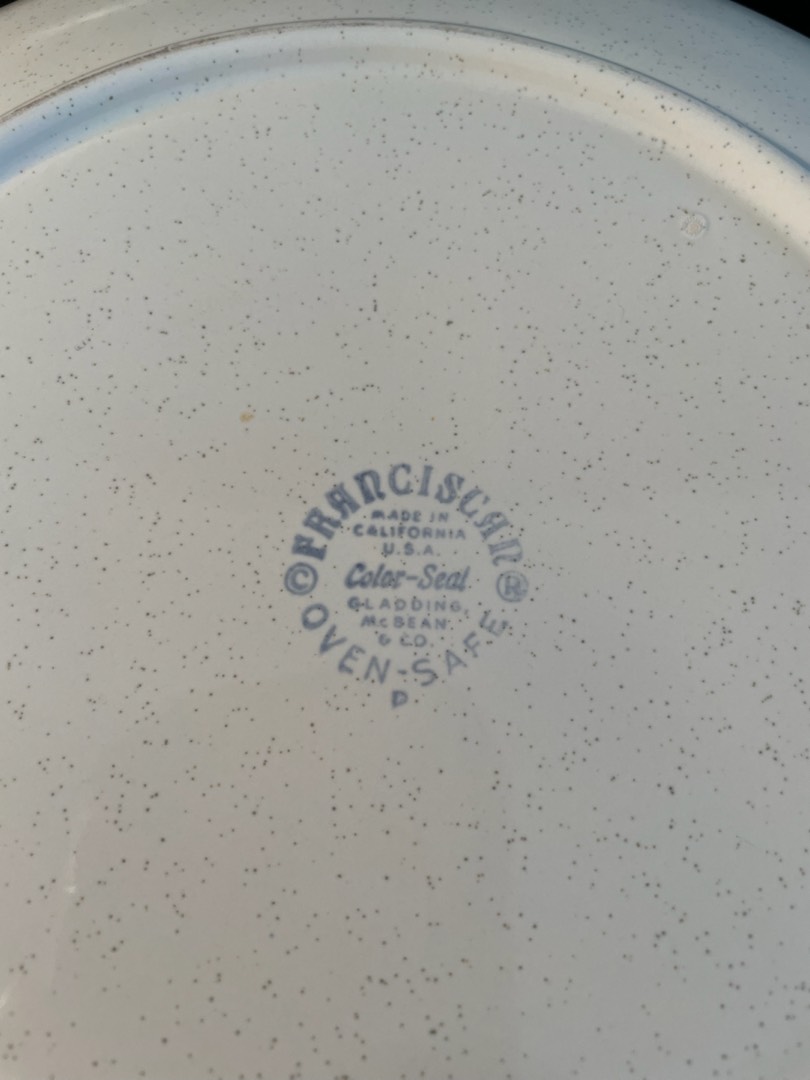 © FRANCISCAN ®
MADE IN
CALIFORNIA
U.S.A.
Color-Seal
GLADDING,
McBEAN
& CO.
OVEN-SAFE
P